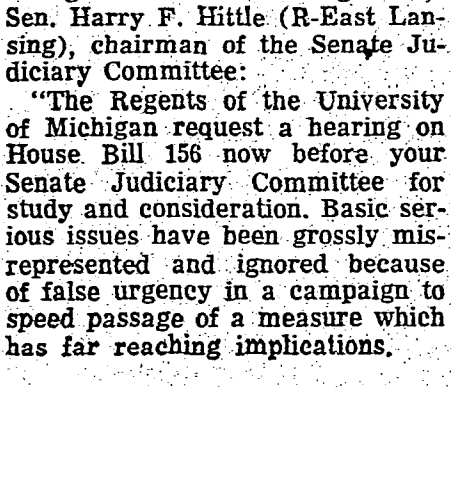 Sen. Harry F. Hittle (R-East Lan-
sing), chairman of the Senate Ju-
diciary Committee:
"The Regents of the University
of Michigan request a hearing on
House Bill 156 now before your
Senate Judiciary Committee for
study and consideration. Basic ser-
ious issues have been grossly mis-
represented and ignored because
of false urgency in a campaign to
speed passage of a measure which
has far reaching implications.